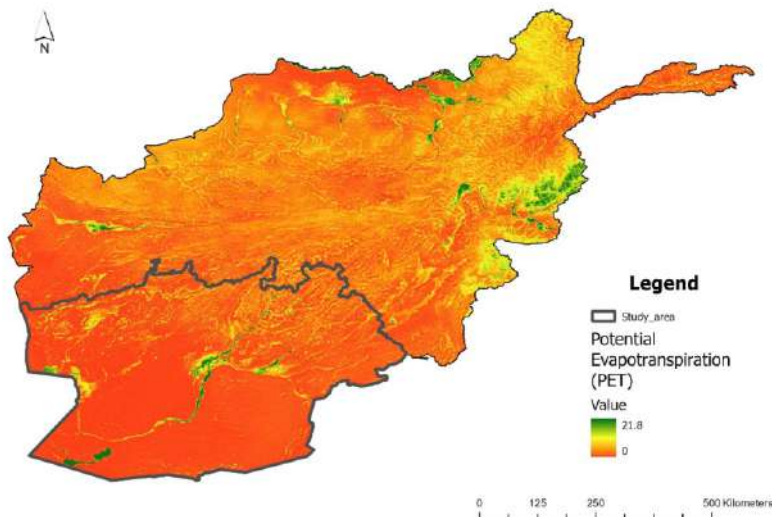 N
Legend
Study_area
Potential
Evapotranspiration
(PET)
Value
21.8
0
0 125 250 500 Kilometers